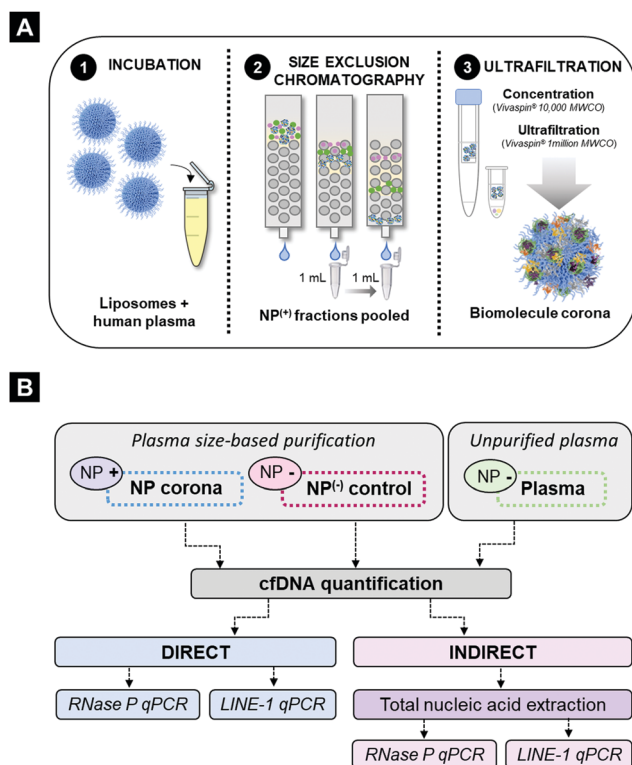 A
1 INCUBATION
Liposomes +
human plasma
2 SIZE EXCLUSION
CHROMATOGRAPHY
1 mL 1 mL
NP(+) fractions pooled
3 ULTRAFILTRATION
Concentration
(Vivaspin® 10,000 MWCO)
Ultrafiltration
(Vivaspin® 1million MWCO)
Biomolecule corona
B
Plasma size-based purification
NP +
NP corona
NP -
NP(-) control
Unpurified plasma
NP -
Plasma
cfDNA quantification
DIRECT
INDIRECT
RNase P qPCR
LINE-1 qPCR
Total nucleic acid extraction
RNase P qPCR
LINE-1 qPCR